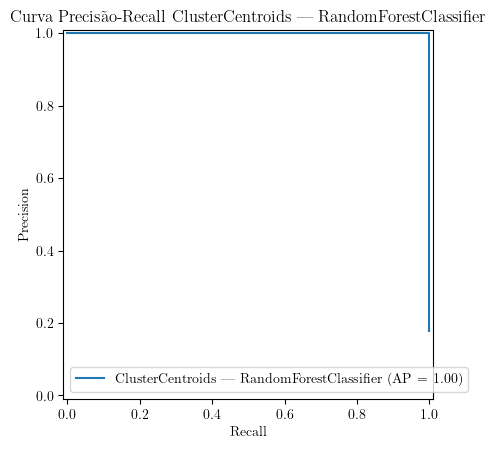 Curva Precisão-Recall ClusterCentroids — RandomForestClassifier
1.0
0.8
0.6
0.4
0.2
0.0
Precision
ClusterCentroids — RandomForestClassifier (AP = 1.00)
0.0 0.2 0.4 0.6 0.8 1.0
Recall